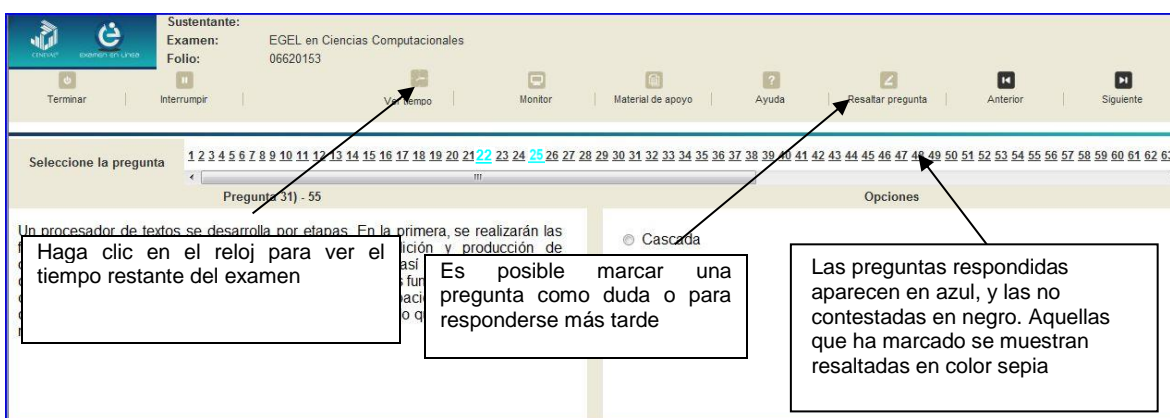 Sustentante:
Examen: EGEL en Ciencias Computacionales
Folio: 06620153
CENEVAL
examen en línea
Terminar
Interrumpir
Ver tiempo
Monitor
Material de apoyo
Ayuda
Resaltar pregunta
Anterior
Siguiente
Seleccione la pregunta
1 2 3 4 5 6 7 8 9 10 11 12 13 14 15 16 17 18 19 20 21 22 23 24 25 26 27 28 29 30 31 32 33 34 35 36 37 38 39 40 41 42 43 44 45 46 47 48 49 50 51 52 53 54 55 56 57 58 59 60 61 62
Pregunta 31) - 55
Opciones
Un procesador de textos se desarrolla por etapas. En la primera, se realizarán las
y producción de
Cascada
Haga clic en el reloj para ver el
tiempo restante del examen
Es posible marcar una
pregunta como duda o para
responderse más tarde
Las preguntas respondidas
aparecen en azul, y las no
contestadas en negro. Aquellas
que ha marcado se muestran
resaltadas en color sepia